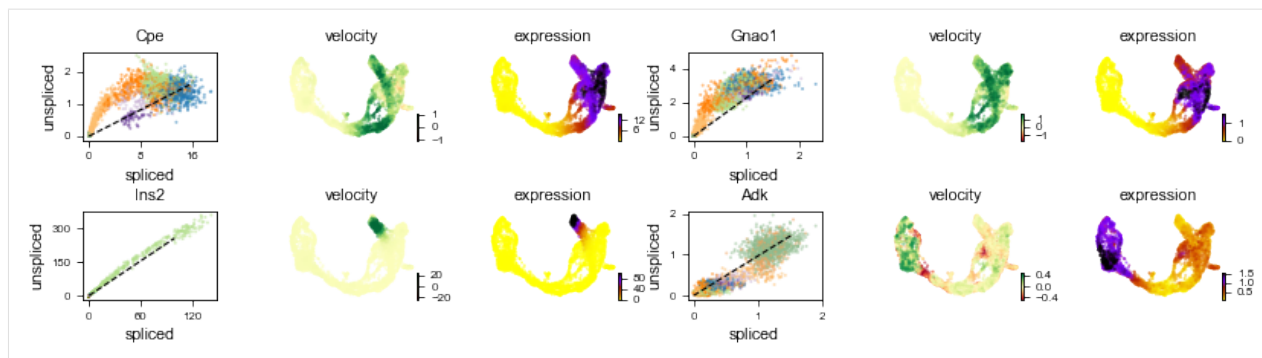 Cpe velocity expression Gnao1 velocity expression
unspliced 2 1 0
0 5 16
spliced
1 0 −1
12 6
unspliced 4 2 0
0 1 2
spliced
1 0 −1
1 0
Ins2 velocity expression Adk velocity expression
unspliced 300 150 0
0 60 120
spliced
20 0 −20
40 0
unspliced 2 1 0
0 1 2
spliced
0.4 0.0 −0.4
1.5 1.0 0.5